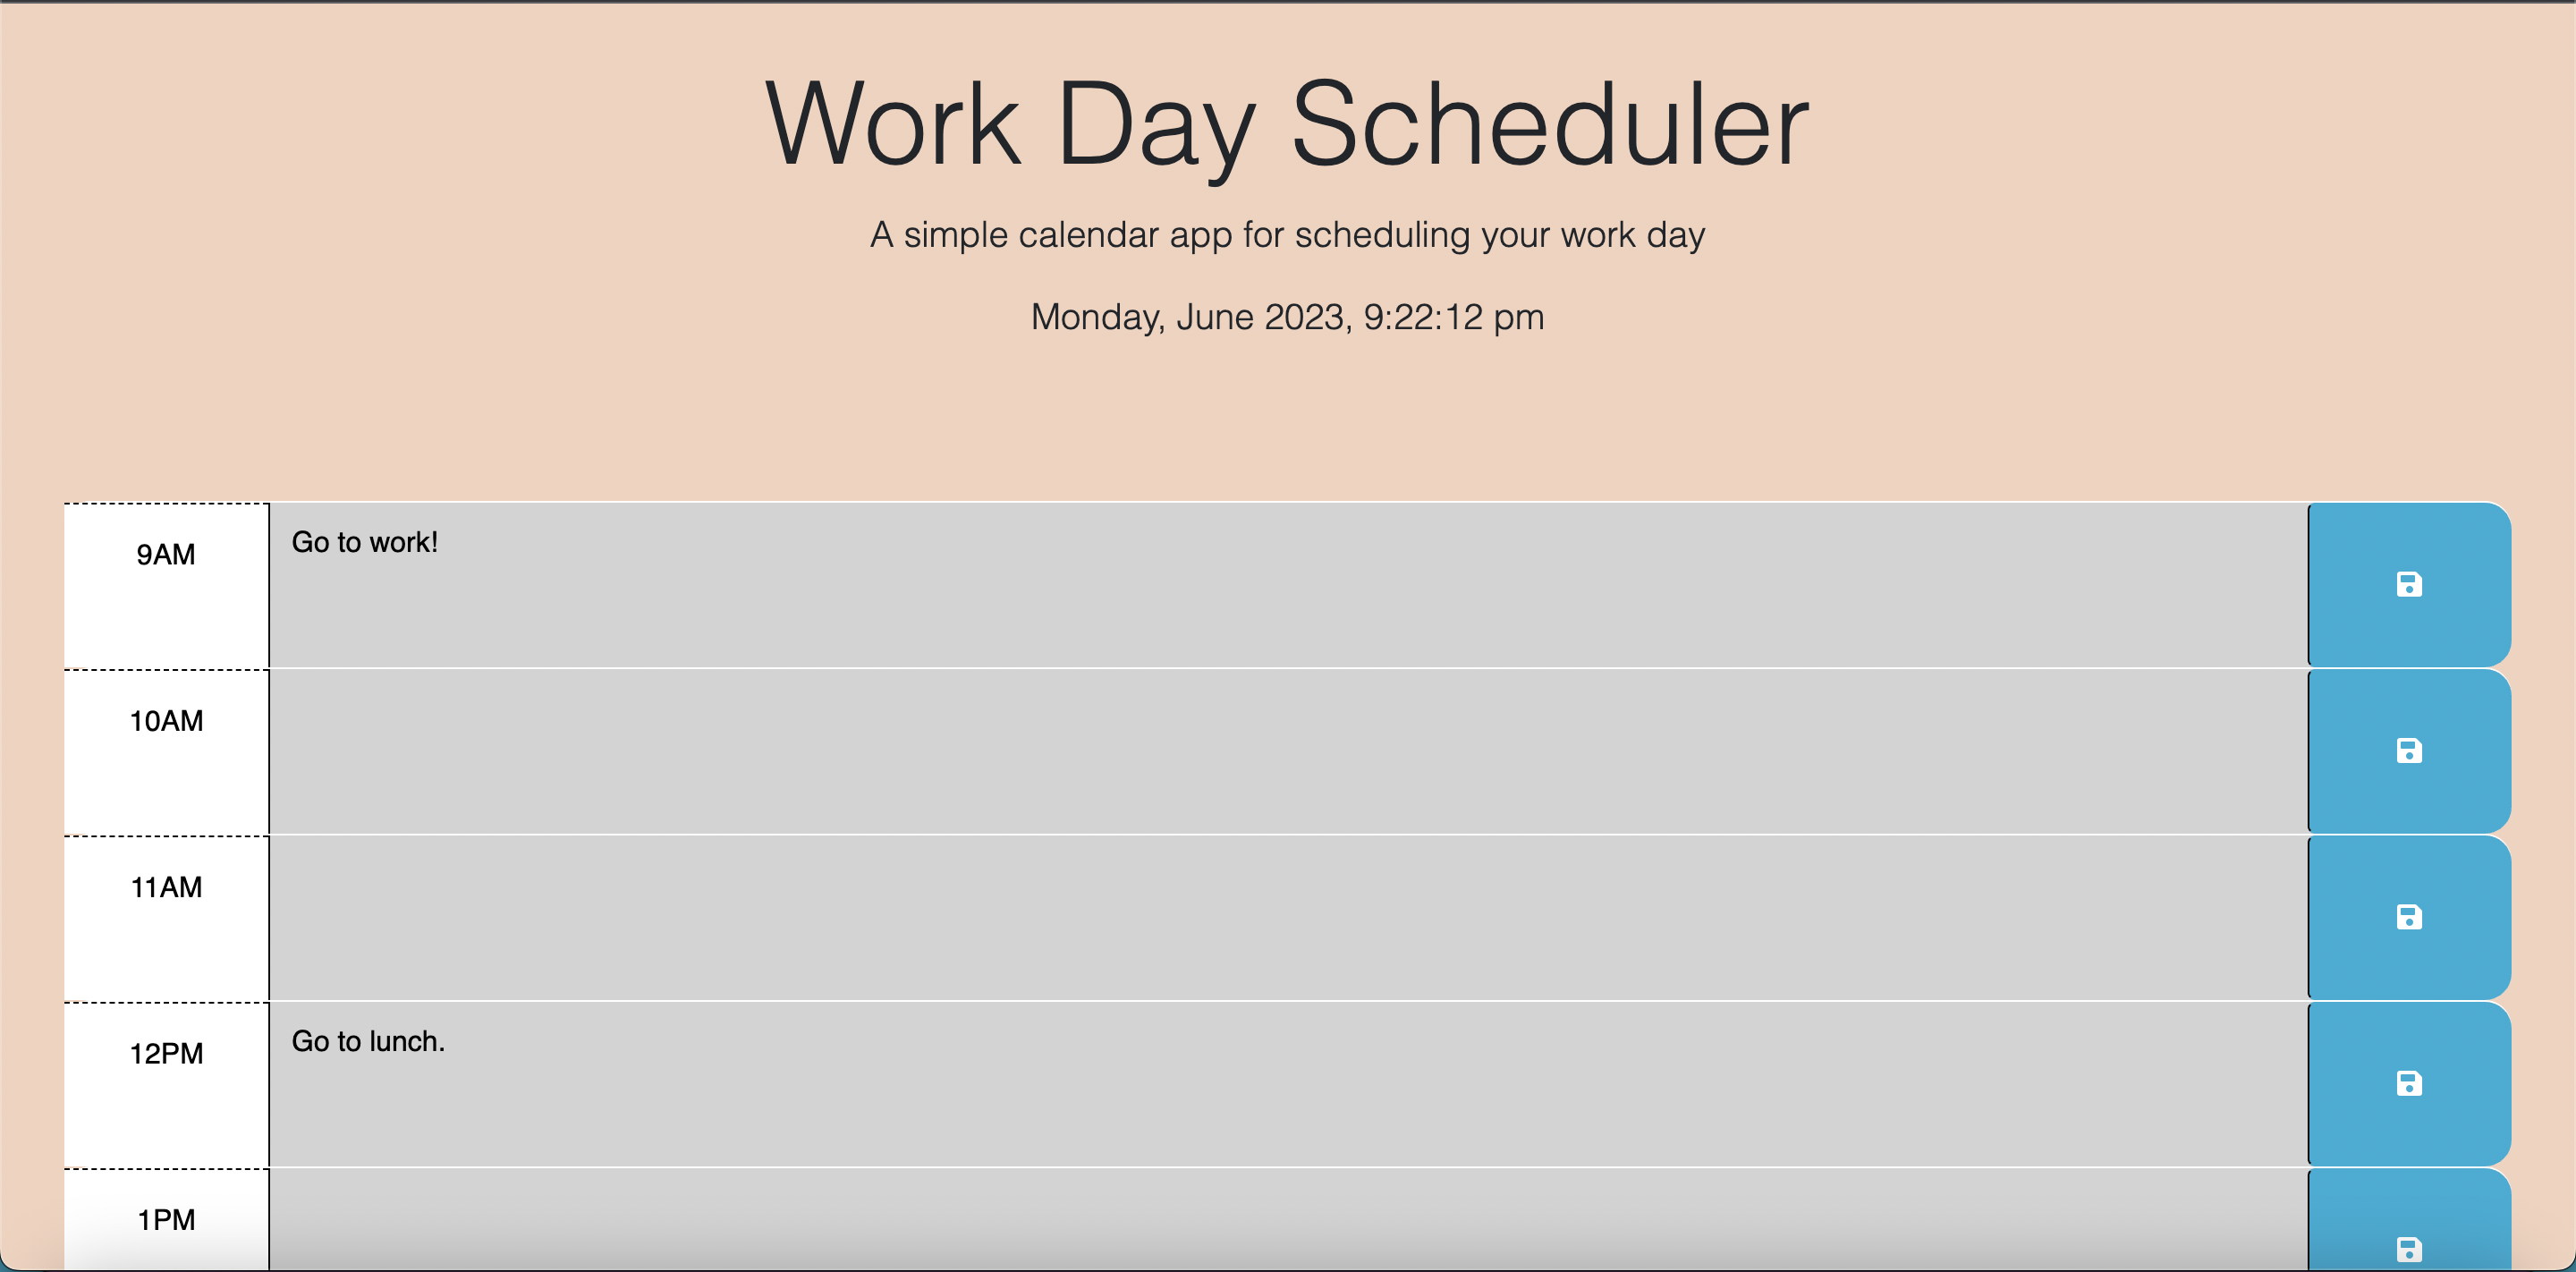 Work Day Scheduler
A simple calendar app for scheduling your work day
Monday, June 2023, 9:22:12 pm
9AM
Go to work!
10AM
11AM
12PM
Go to lunch.
1PM